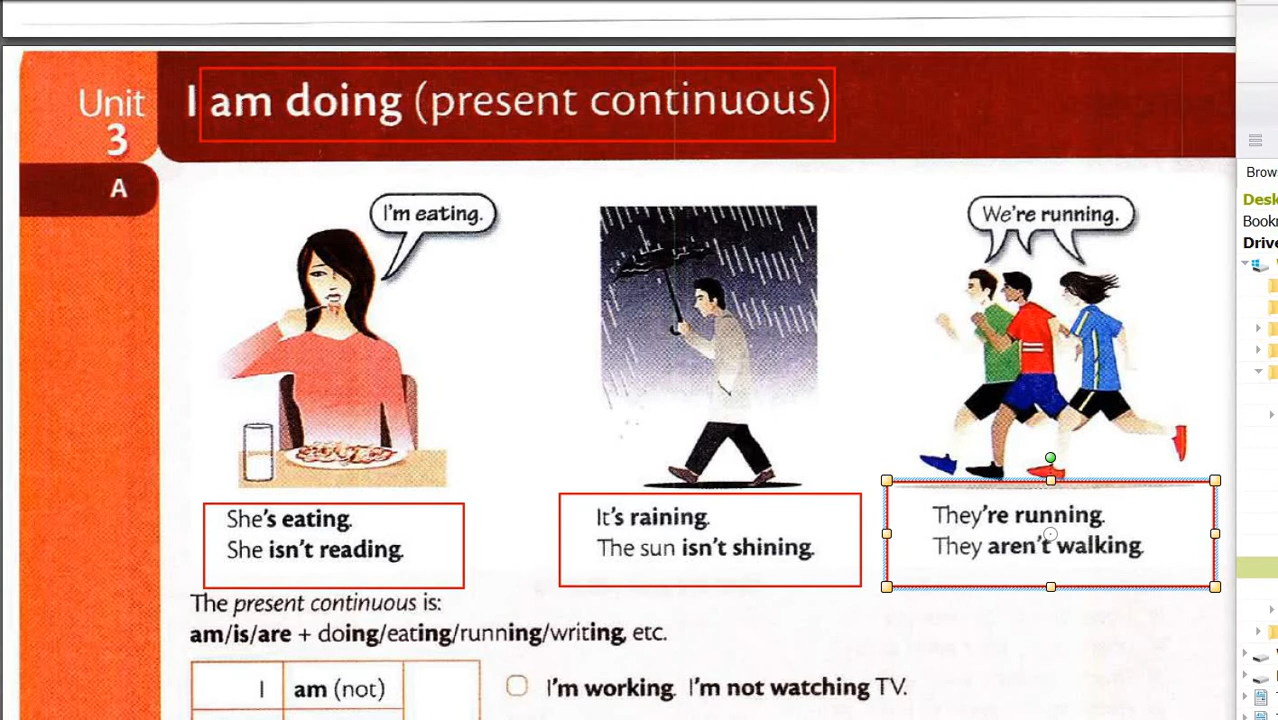 Unit
3
I am doing (present continuous)
A
I'm eating.
We're running.
She's eating.
She isn't reading.
It's raining.
The sun isn't shining.
They're running.
They aren't walking.
The present continuous is:
am/is/are + doing/eating/running/writing, etc.
I am (not)
I'm working. I'm not watching TV.
Brow
Desk
Book
Drive